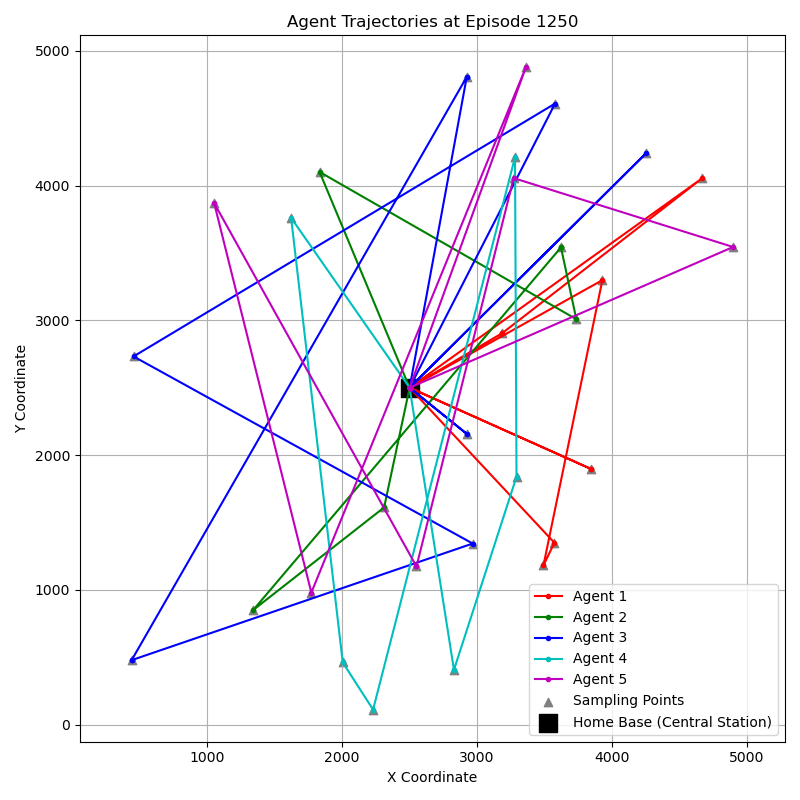 Agent Trajectories at Episode 1250
Y Coordinate
5000
4000
3000
2000
1000
0
1000
2000
3000
4000
5000
X Coordinate
Agent 1
Agent 2
Agent 3
Agent 4
Agent 5
Sampling Points
Home Base (Central Station)